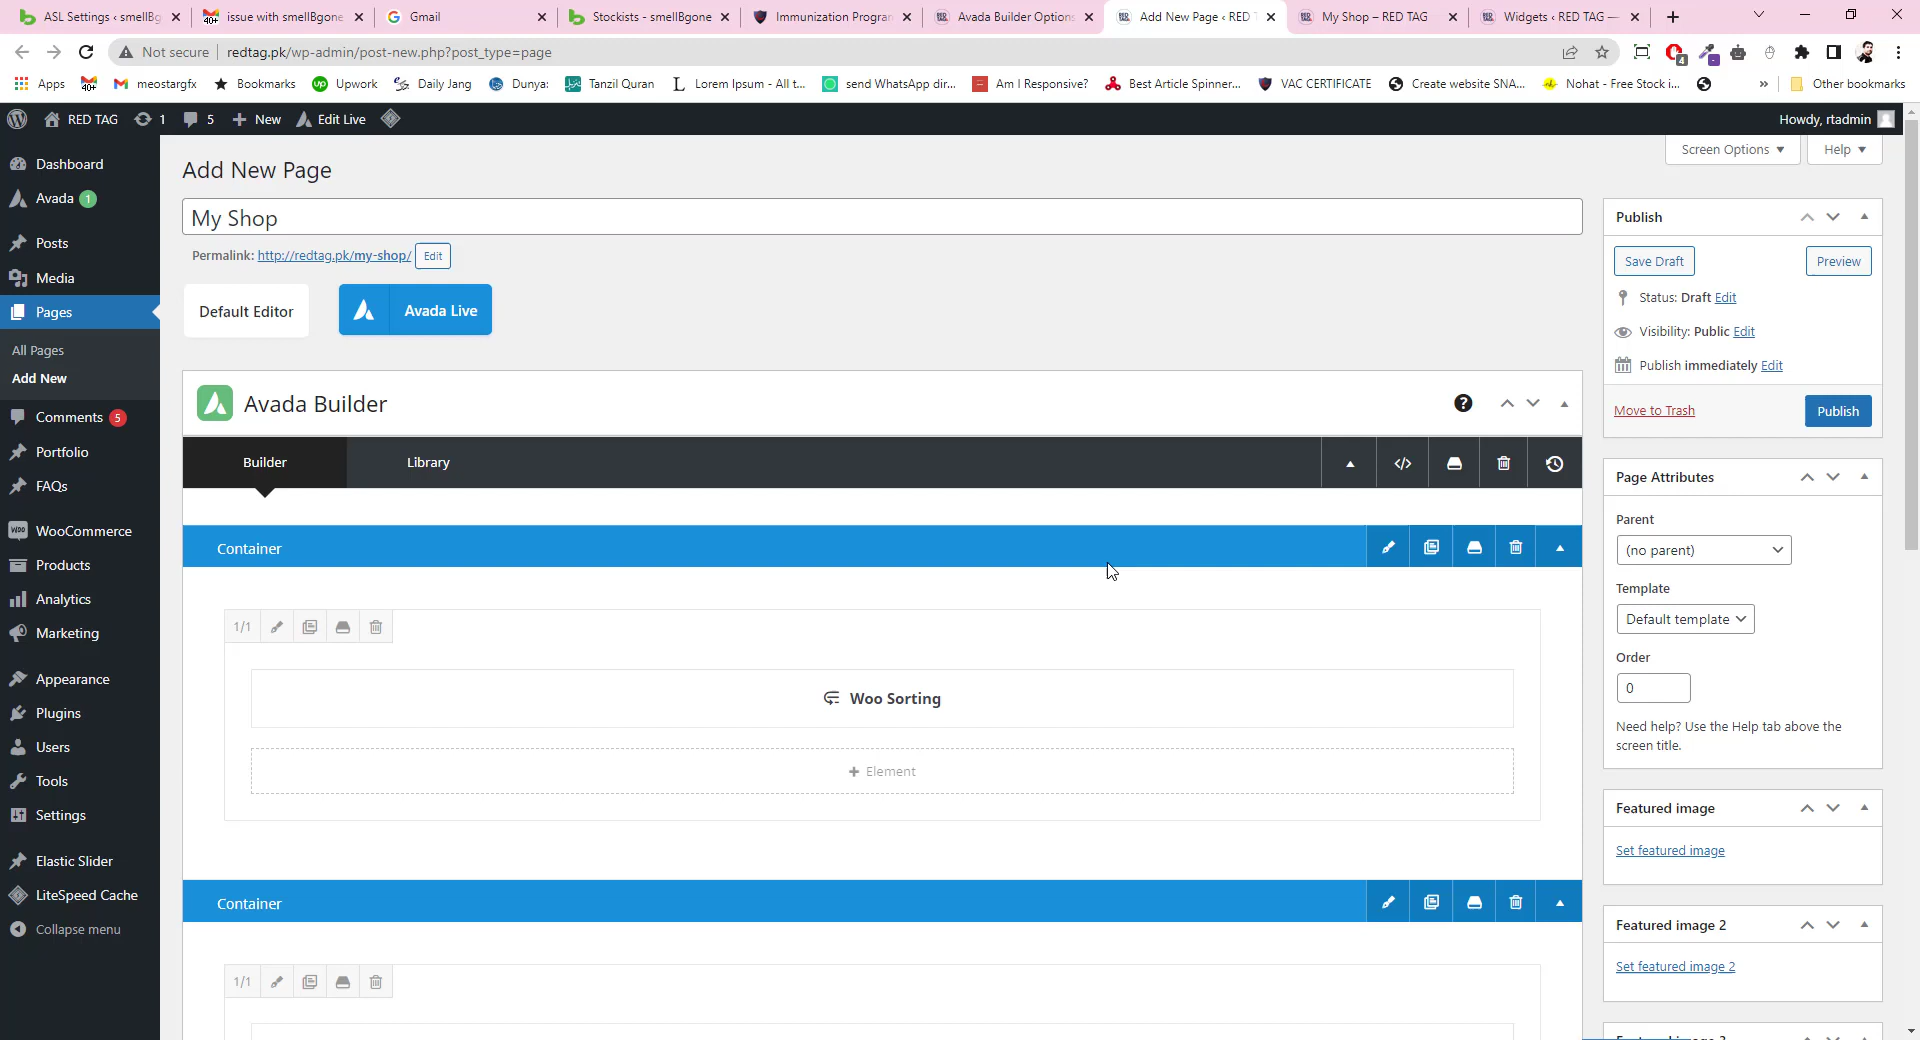 ASL Settings ‹ smellBg
issue with smellBgone
Gmail
Stockists - smellBgone
Immunization Progran
Avada Builder Options
Add New Page ‹ RED T
My Shop – RED TAG
Widgets ‹ RED TAG —
Not secure
redtag.pk/wp-admin/post-new.php?post_type=page
4
Apps
40+
meostargfx
Bookmarks
Upwork
Daily Jang
Dunya:
Tanzil Quran
Lorem Ipsum - All t...
send WhatsApp dir...
Am I Responsive?
Best Article Spinner...
VAC CERTIFICATE
Create website SNA...
Nohat - Free Stock i...
»
Other bookmarks
RED TAG
1
5
New
Edit Live
Howdy, rtadmin
Screen Options
Help
Dashboard
Avada 1
Posts
Media
Pages
All Pages
Add New
Comments 5
Portfolio
FAQs
WooCommerce
Products
Analytics
Marketing
Appearance
Plugins
Users
Tools
Settings
Elastic Slider
LiteSpeed Cache
Collapse menu
Add New Page
My Shop
Permalink: http://redtag.pk/my-shop/ Edit
Default Editor
Avada Live
Avada Builder
?
Builder
Library
</>
Container
1/1
Woo Sorting
+ Element
Container
1/1
Publish
Save Draft
Preview
Status: Draft Edit
Visibility: Public Edit
Publish immediately Edit
Move to Trash
Publish
Page Attributes
Parent
(no parent)
Template
Default template
Order
0
Need help? Use the Help tab above the
screen title.
Featured image
Set featured image
Featured image 2
Set featured image 2